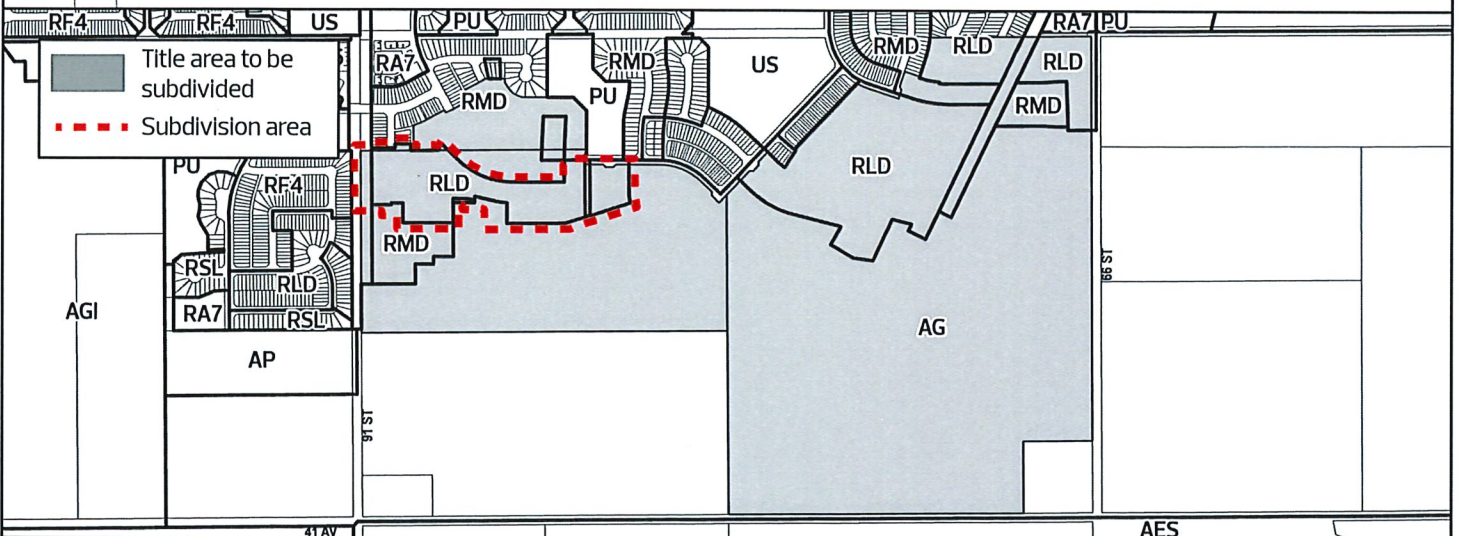 RF4
RF4
US
PU
RMD
RLD
RA7
PU
Title area to be
subdivided
Subdivision area
RA7
RMD
US
RLD
RMD
PU
RMD
PU
RF4
RLD
RLD
RMD
RSL
RLD
66 ST
AGI
RA7
RSL
AG
AP
91 ST
41 AV
AES